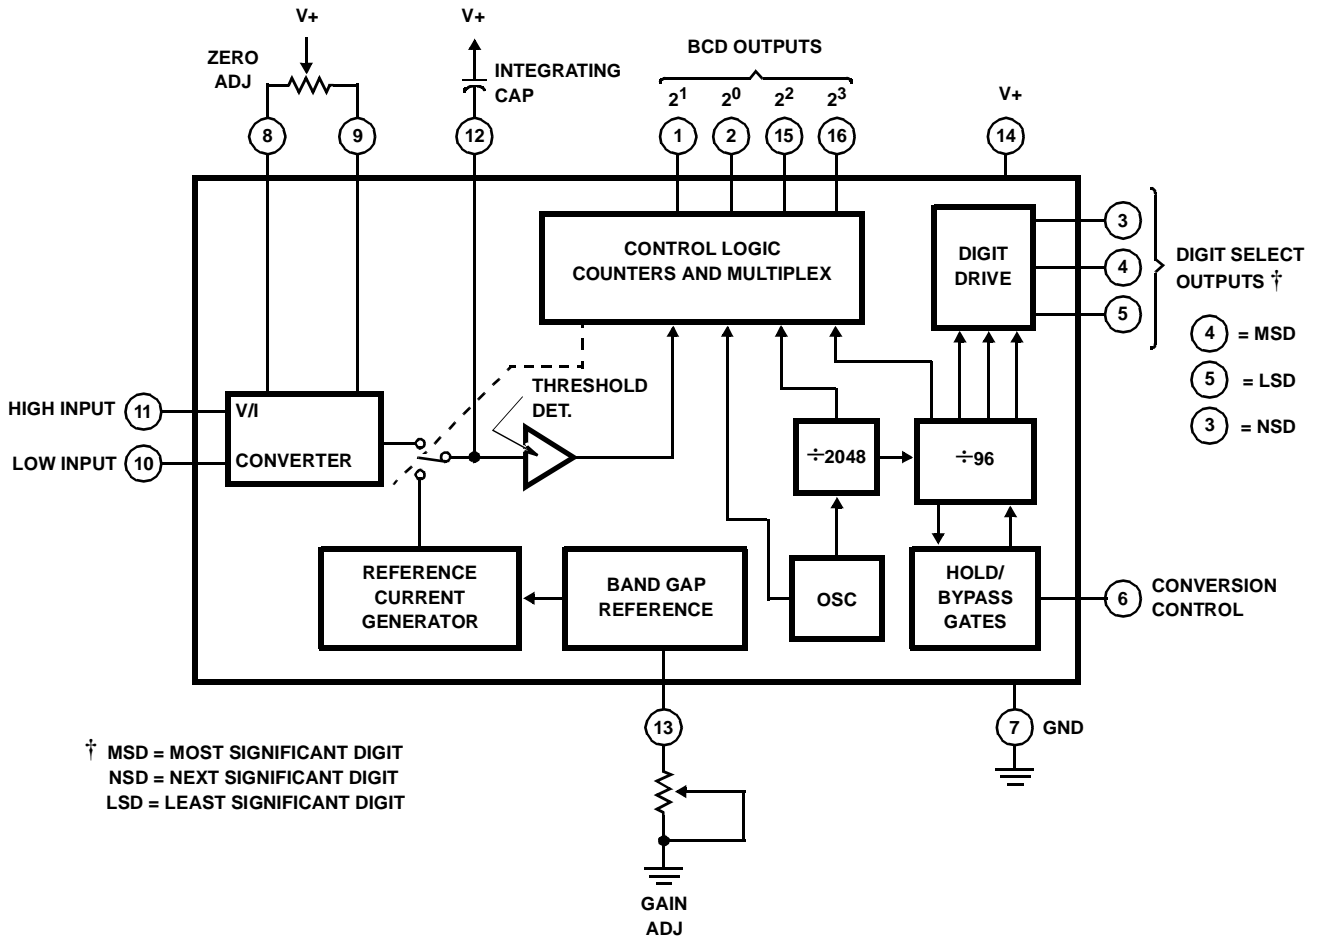 V+
V+
ZERO
ADJ
INTEGRATING
CAP
BCD OUTPUTS
2^1 2^0 2^2 2^3
V+
8 9 12 1 2 15 16 14
CONTROL LOGIC
COUNTERS AND MULTIPLEX
DIGIT
DRIVE
3
4
5
DIGIT SELECT
OUTPUTS †
4 = MSD
5 = LSD
3 = NSD
HIGH INPUT 11
LOW INPUT 10
V/I
CONVERTER
THRESHOLD
DET.
÷2048
÷96
REFERENCE
CURRENT
GENERATOR
BAND GAP
REFERENCE
OSC
HOLD/
BYPASS
GATES
6 CONVERSION
CONTROL
13
7 GND
† MSD = MOST SIGNIFICANT DIGIT
NSD = NEXT SIGNIFICANT DIGIT
LSD = LEAST SIGNIFICANT DIGIT
GAIN
ADJ